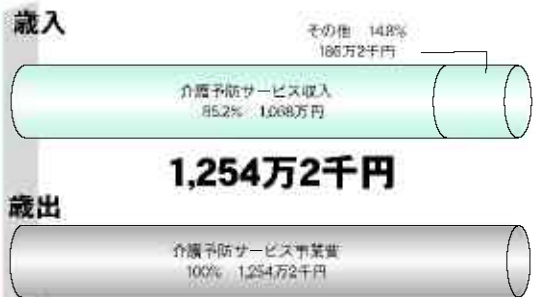 歳入
その他 14.8%
186万2千円
介護予防サービス収入
85.2% 1,068万円
1,254万2千円
歳出
介護予防サービス事業費
100% 1,254万2千円